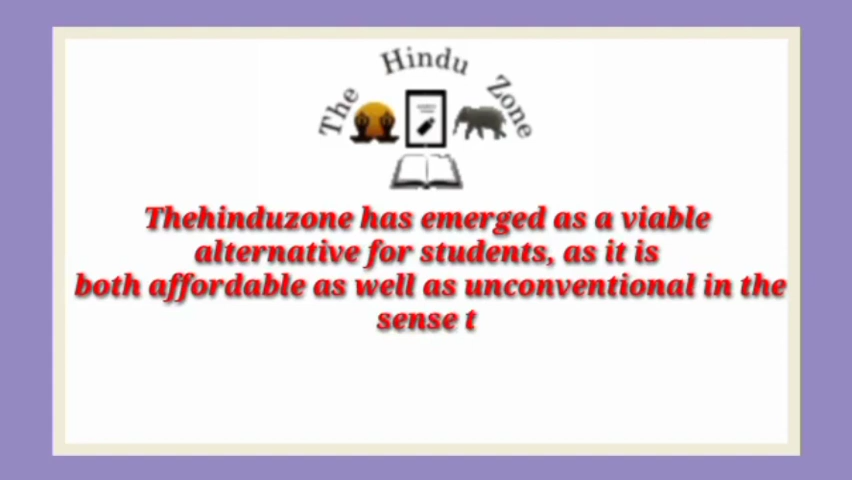 The Hindu Zone
Thehinduzone has emerged as a viable
alternative for students, as it is
both affordable as well as unconventional in the
sense t